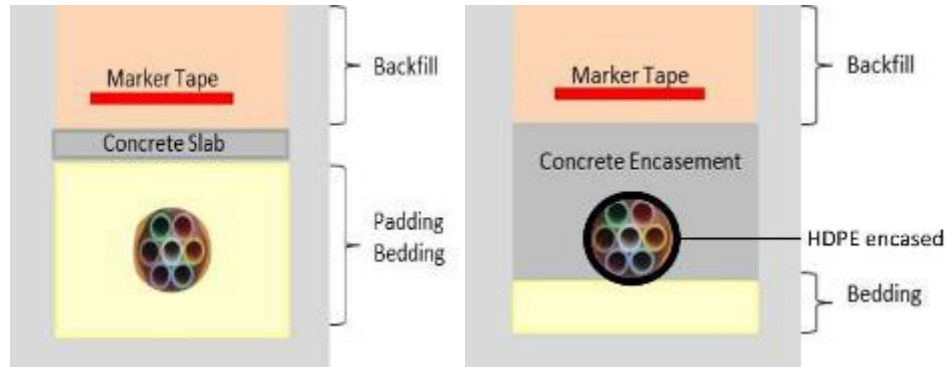 Marker Tape
Backfill
Concrete Slab
Padding
Bedding
Marker Tape
Backfill
Concrete Encasement
HDPE encased
Bedding